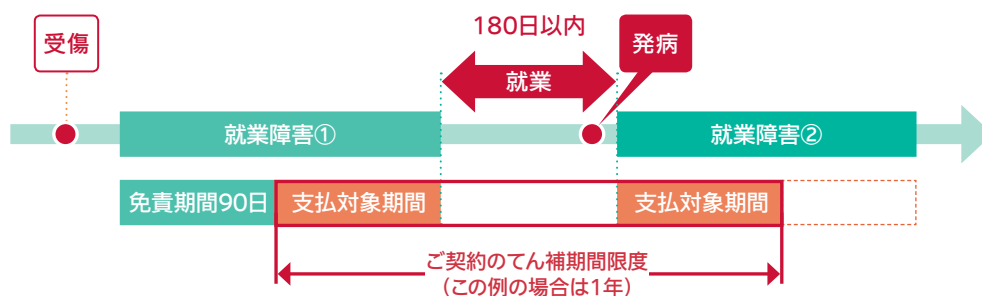 受傷
180日以内
発病
就業
就業障害①
就業障害②
免責期間90日
支払対象期間
支払対象期間
ご契約のてん補期間限度
（この例の場合は1年）